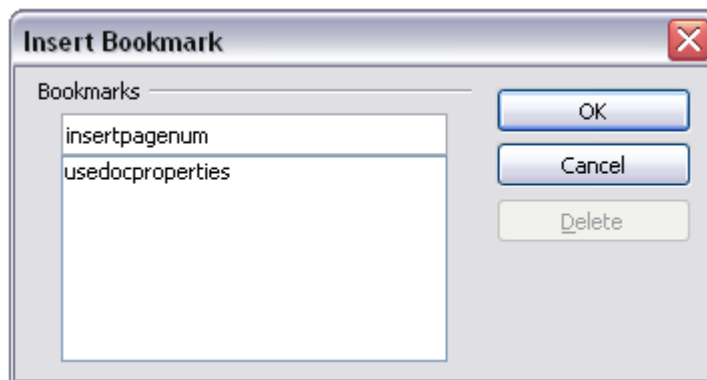 Insert Bookmark
Bookmarks
insertpagenum
usedocproperties
OK
Cancel
Delete